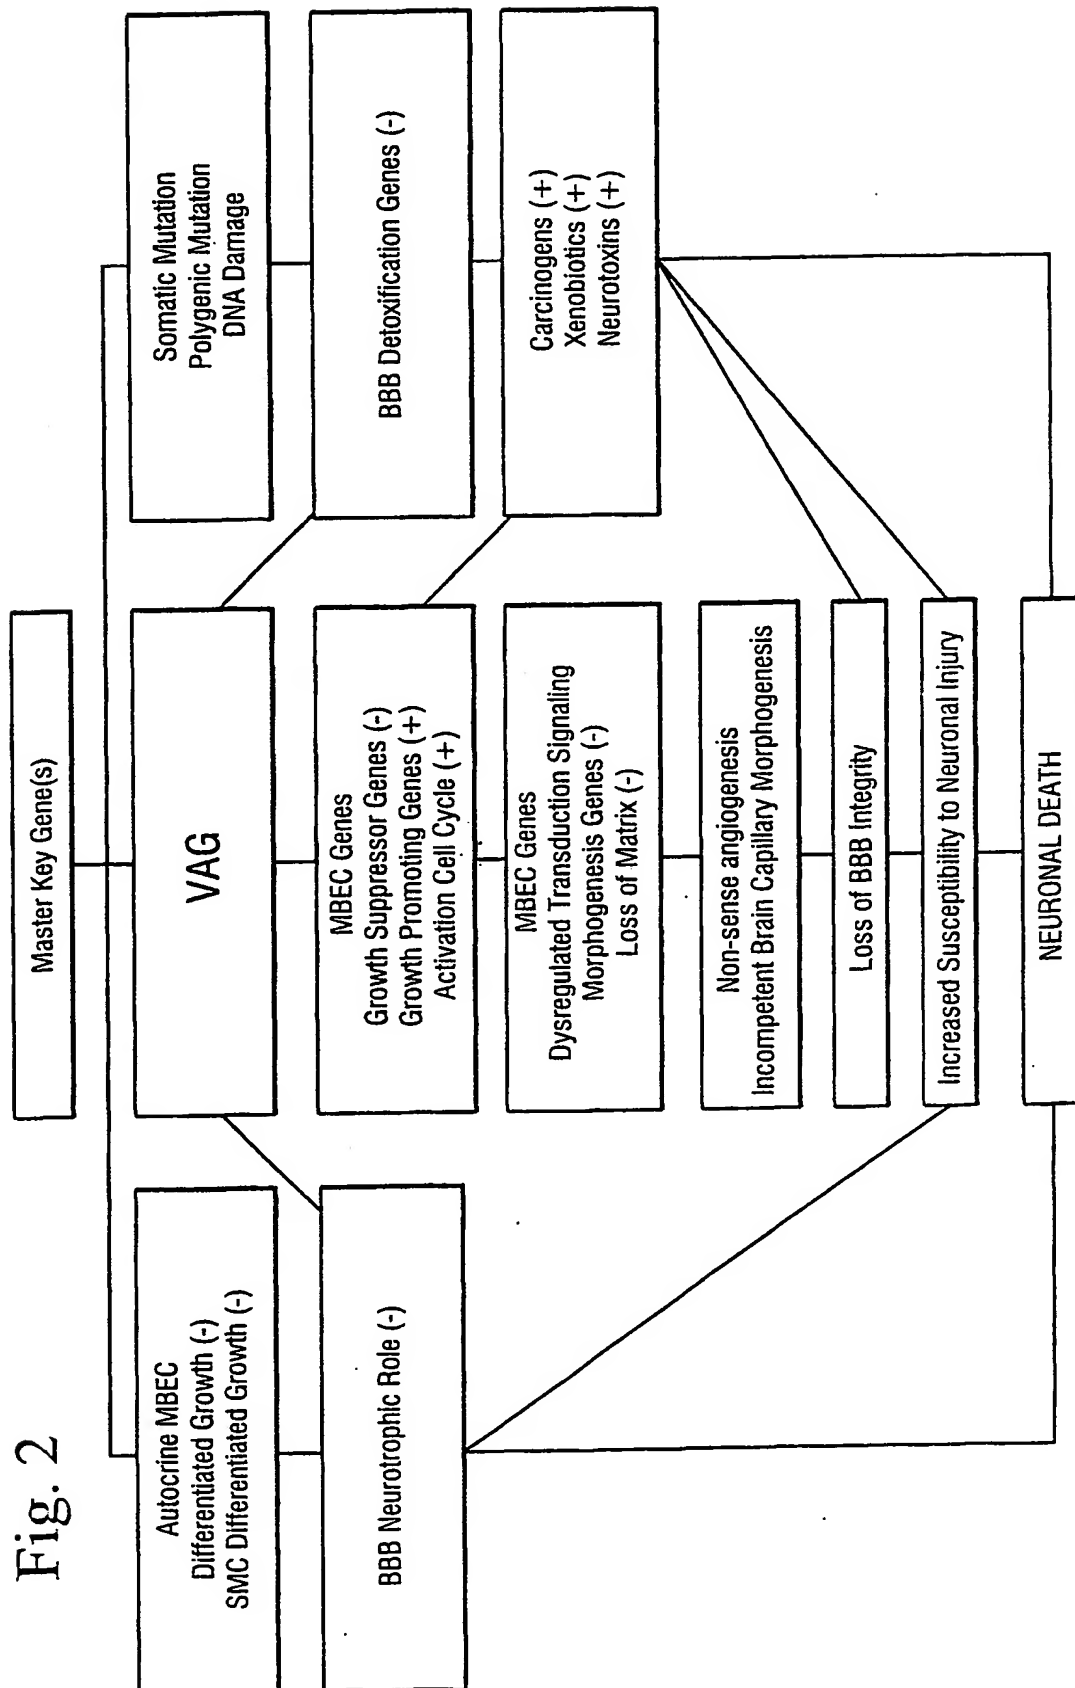 Fig. 2
Master Key Gene(s)
Autocrine MBEC
Differentiated Growth (-)
SMC Differentiated Growth (-)
BBB Neurotrophic Role (-)
VAG
MBEC Genes
Growth Suppressor Genes (-)
Growth Promoting Genes (+)
Activation Cell Cycle (+)
MBEC Genes
Dysregulated Transduction Signaling
Morphogenesis Genes (-)
Loss of Matrix (-)
Non-sense angiogenesis
Incompetent Brain Capillary Morphogenesis
Loss of BBB Integrity
Increased Susceptibility to Neuronal Injury
NEURONAL DEATH
Somatic Mutation
Polygenic Mutation
DNA Damage
BBB Detoxification Genes (-)
Carcinogens (+)
Xenobiotics (+)
Neurotoxins (+)